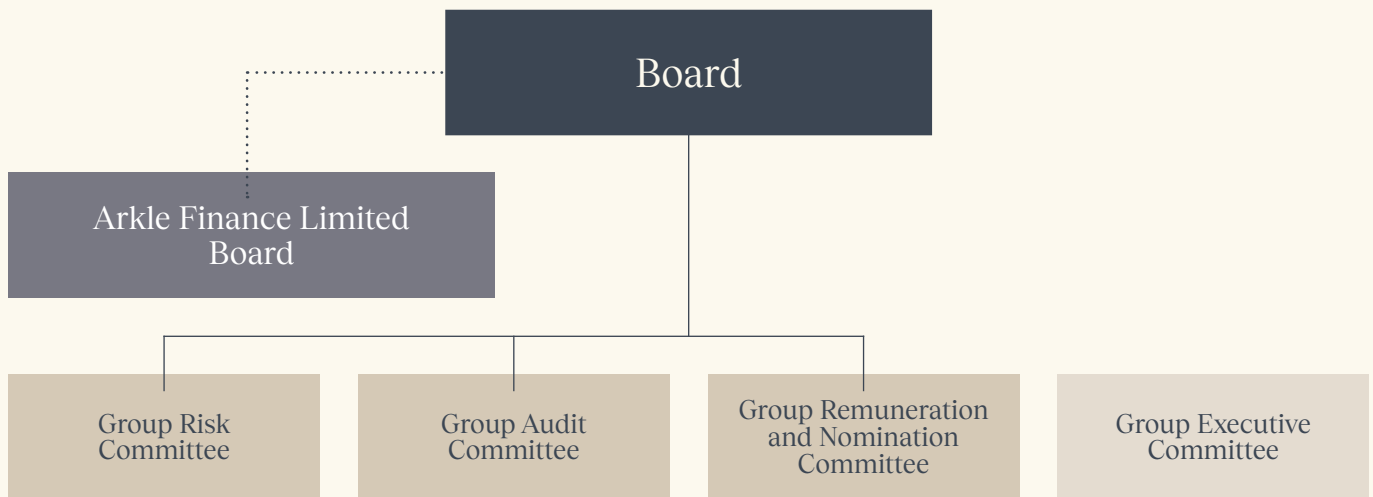 Board
Arkle Finance Limited
Board
Group Risk
Committee
Group Audit
Committee
Group Remuneration
and Nomination
Committee
Group Executive
Committee